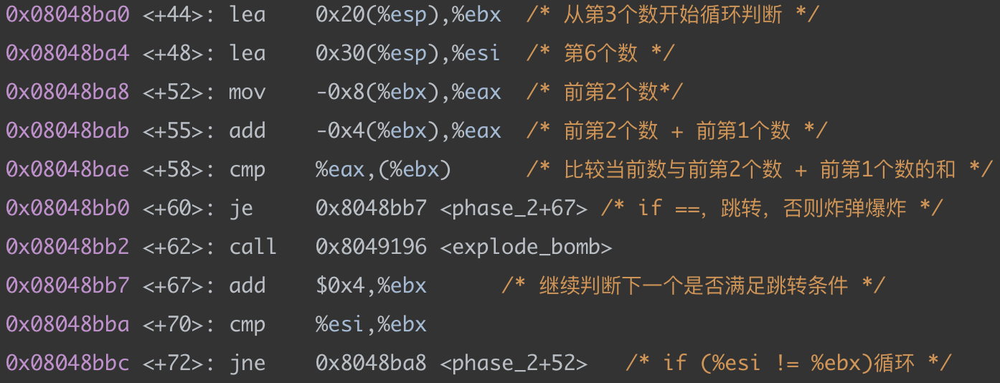 0x08048ba0 <+44>: lea    0x20(%esp),%ebx  /* 从第3个数开始循环判断 */
0x08048ba4 <+48>: lea    0x30(%esp),%esi  /* 第6个数 */
0x08048ba8 <+52>: mov    -0x8(%ebx),%eax  /* 前第2个数*/
0x08048bab <+55>: add    -0x4(%ebx),%eax  /* 前第2个数 + 前第1个数 */
0x08048bae <+58>: cmp    %eax,(%ebx)      /* 比较当前数与前第2个数 + 前第1个数的和 */
0x08048bb0 <+60>: je     0x8048bb7 <phase_2+67> /* if ==，跳转，否则炸弹爆炸 */
0x08048bb2 <+62>: call   0x8049196 <explode_bomb>
0x08048bb7 <+67>: add    $0x4,%ebx      /* 继续判断下一个是否满足跳转条件 */
0x08048bba <+70>: cmp    %esi,%ebx
0x08048bbc <+72>: jne    0x8048ba8 <phase_2+52>   /* if (%esi != %ebx)循环 */